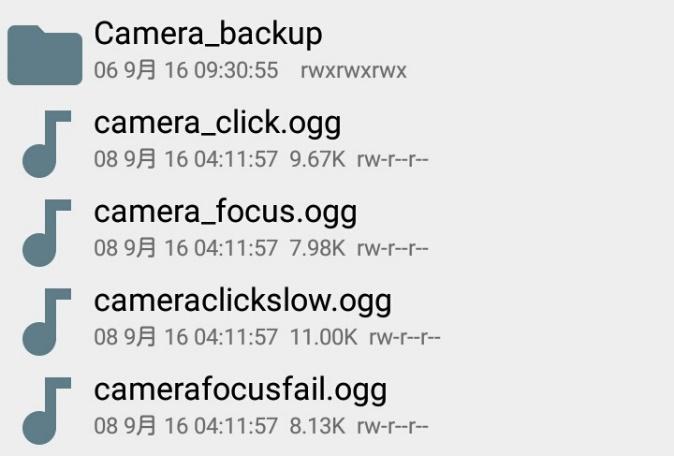 Camera_backup
06 9月 16 09:30:55 rwxrwxrwx
camera_click.ogg
08 9月 16 04:11:57 9.67K rw-r--r--
camera_focus.ogg
08 9月 16 04:11:57 7.98K rw-r--r--
cameraclickslow.ogg
08 9月 16 04:11:57 11.00K rw-r--r--
camerafocusfail.ogg
08 9月 16 04:11:57 8.13K rw-r--r--